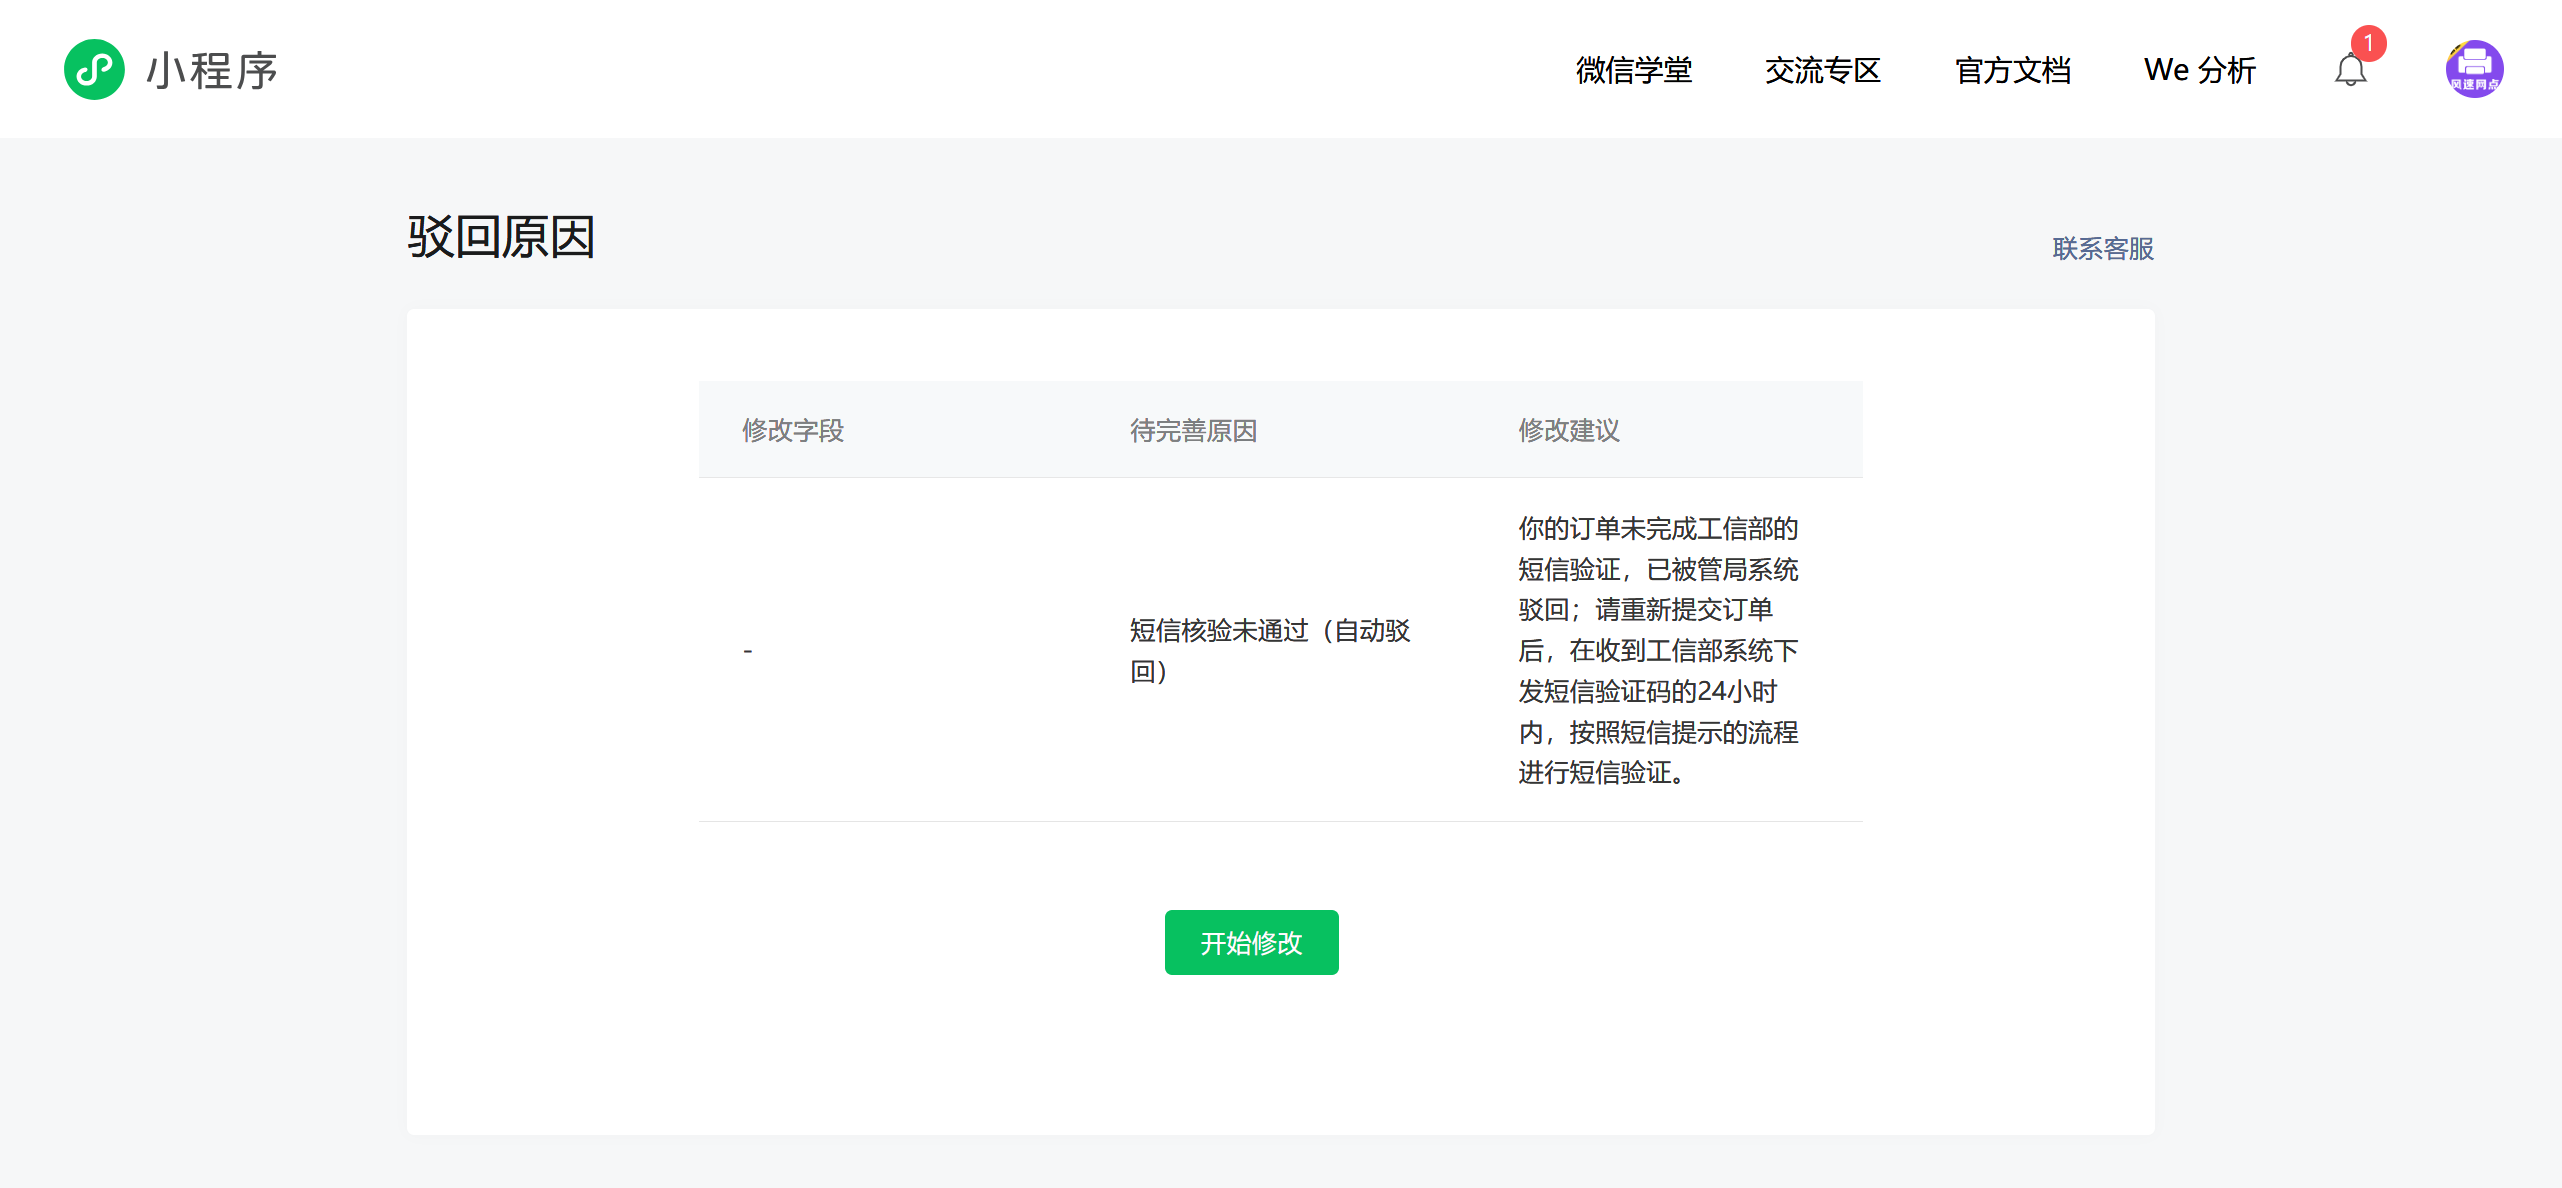 小程序
微信学堂
交流专区
官方文档
We 分析
1
风速网点
驳回原因
联系客服
修改字段
待完善原因
修改建议
-
短信核验未通过（自动驳
回）
你的订单未完成工信部的
短信验证，已被管局系统
驳回；请重新提交订单
后，在收到工信部系统下
发短信验证码的24小时
内，按照短信提示的流程
进行短信验证。
开始修改